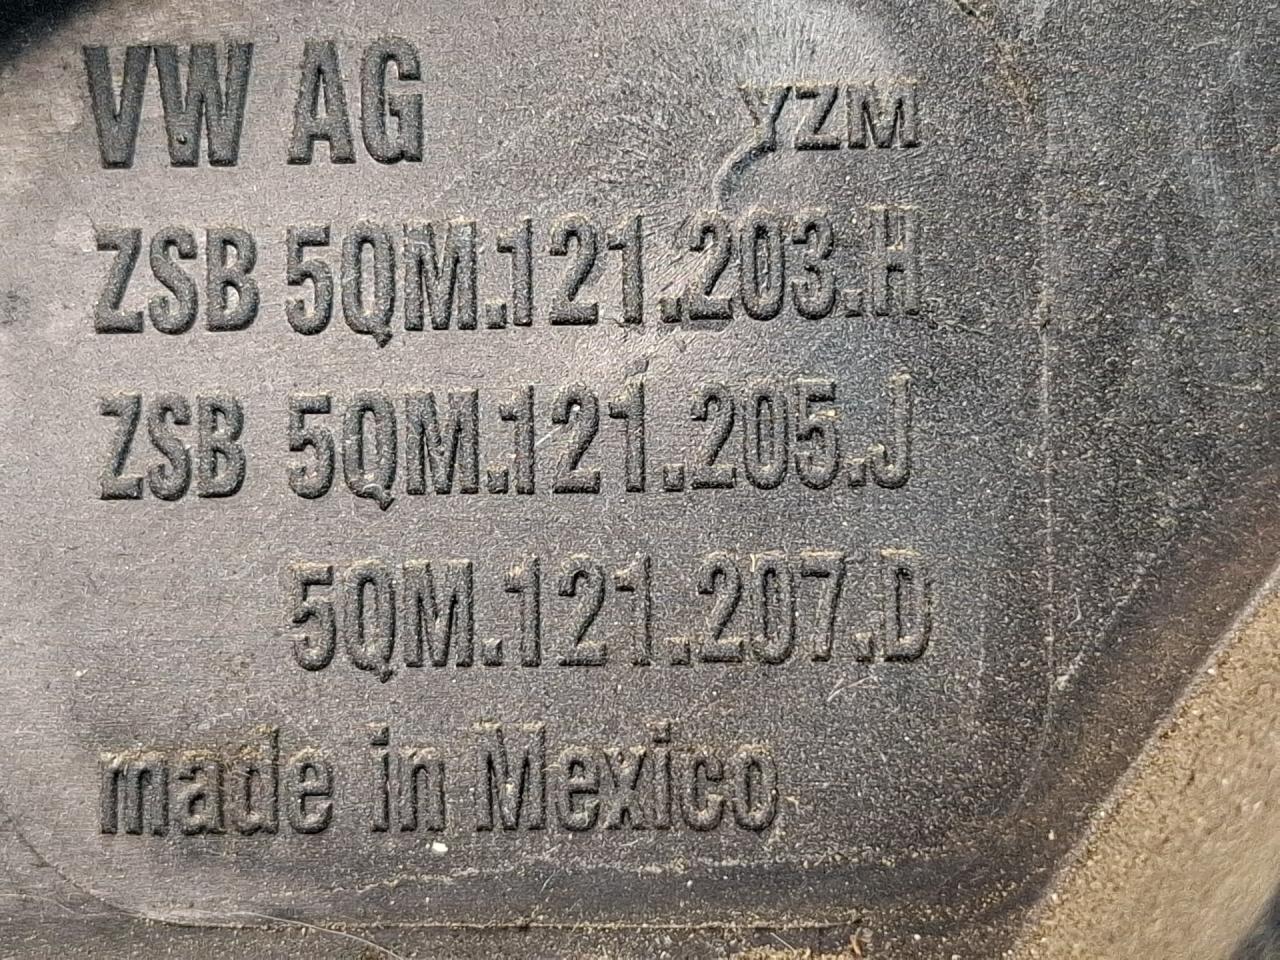 VW AG YZM
ZSB 5QM.121.203.H
ZSB 5QM.121.205.J
5QM.121.207.D
made in Mexico